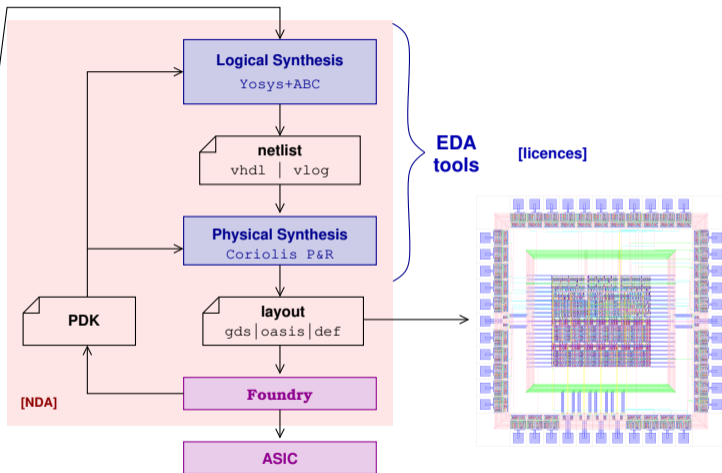 Logical Synthesis
Yosys+ABC
netlist
vhdl | vlog
EDA
tools
[licences]
Physical Synthesis
Coriolis P&R
PDK
layout
gds|oasis|def
Foundry
[NDA]
ASIC